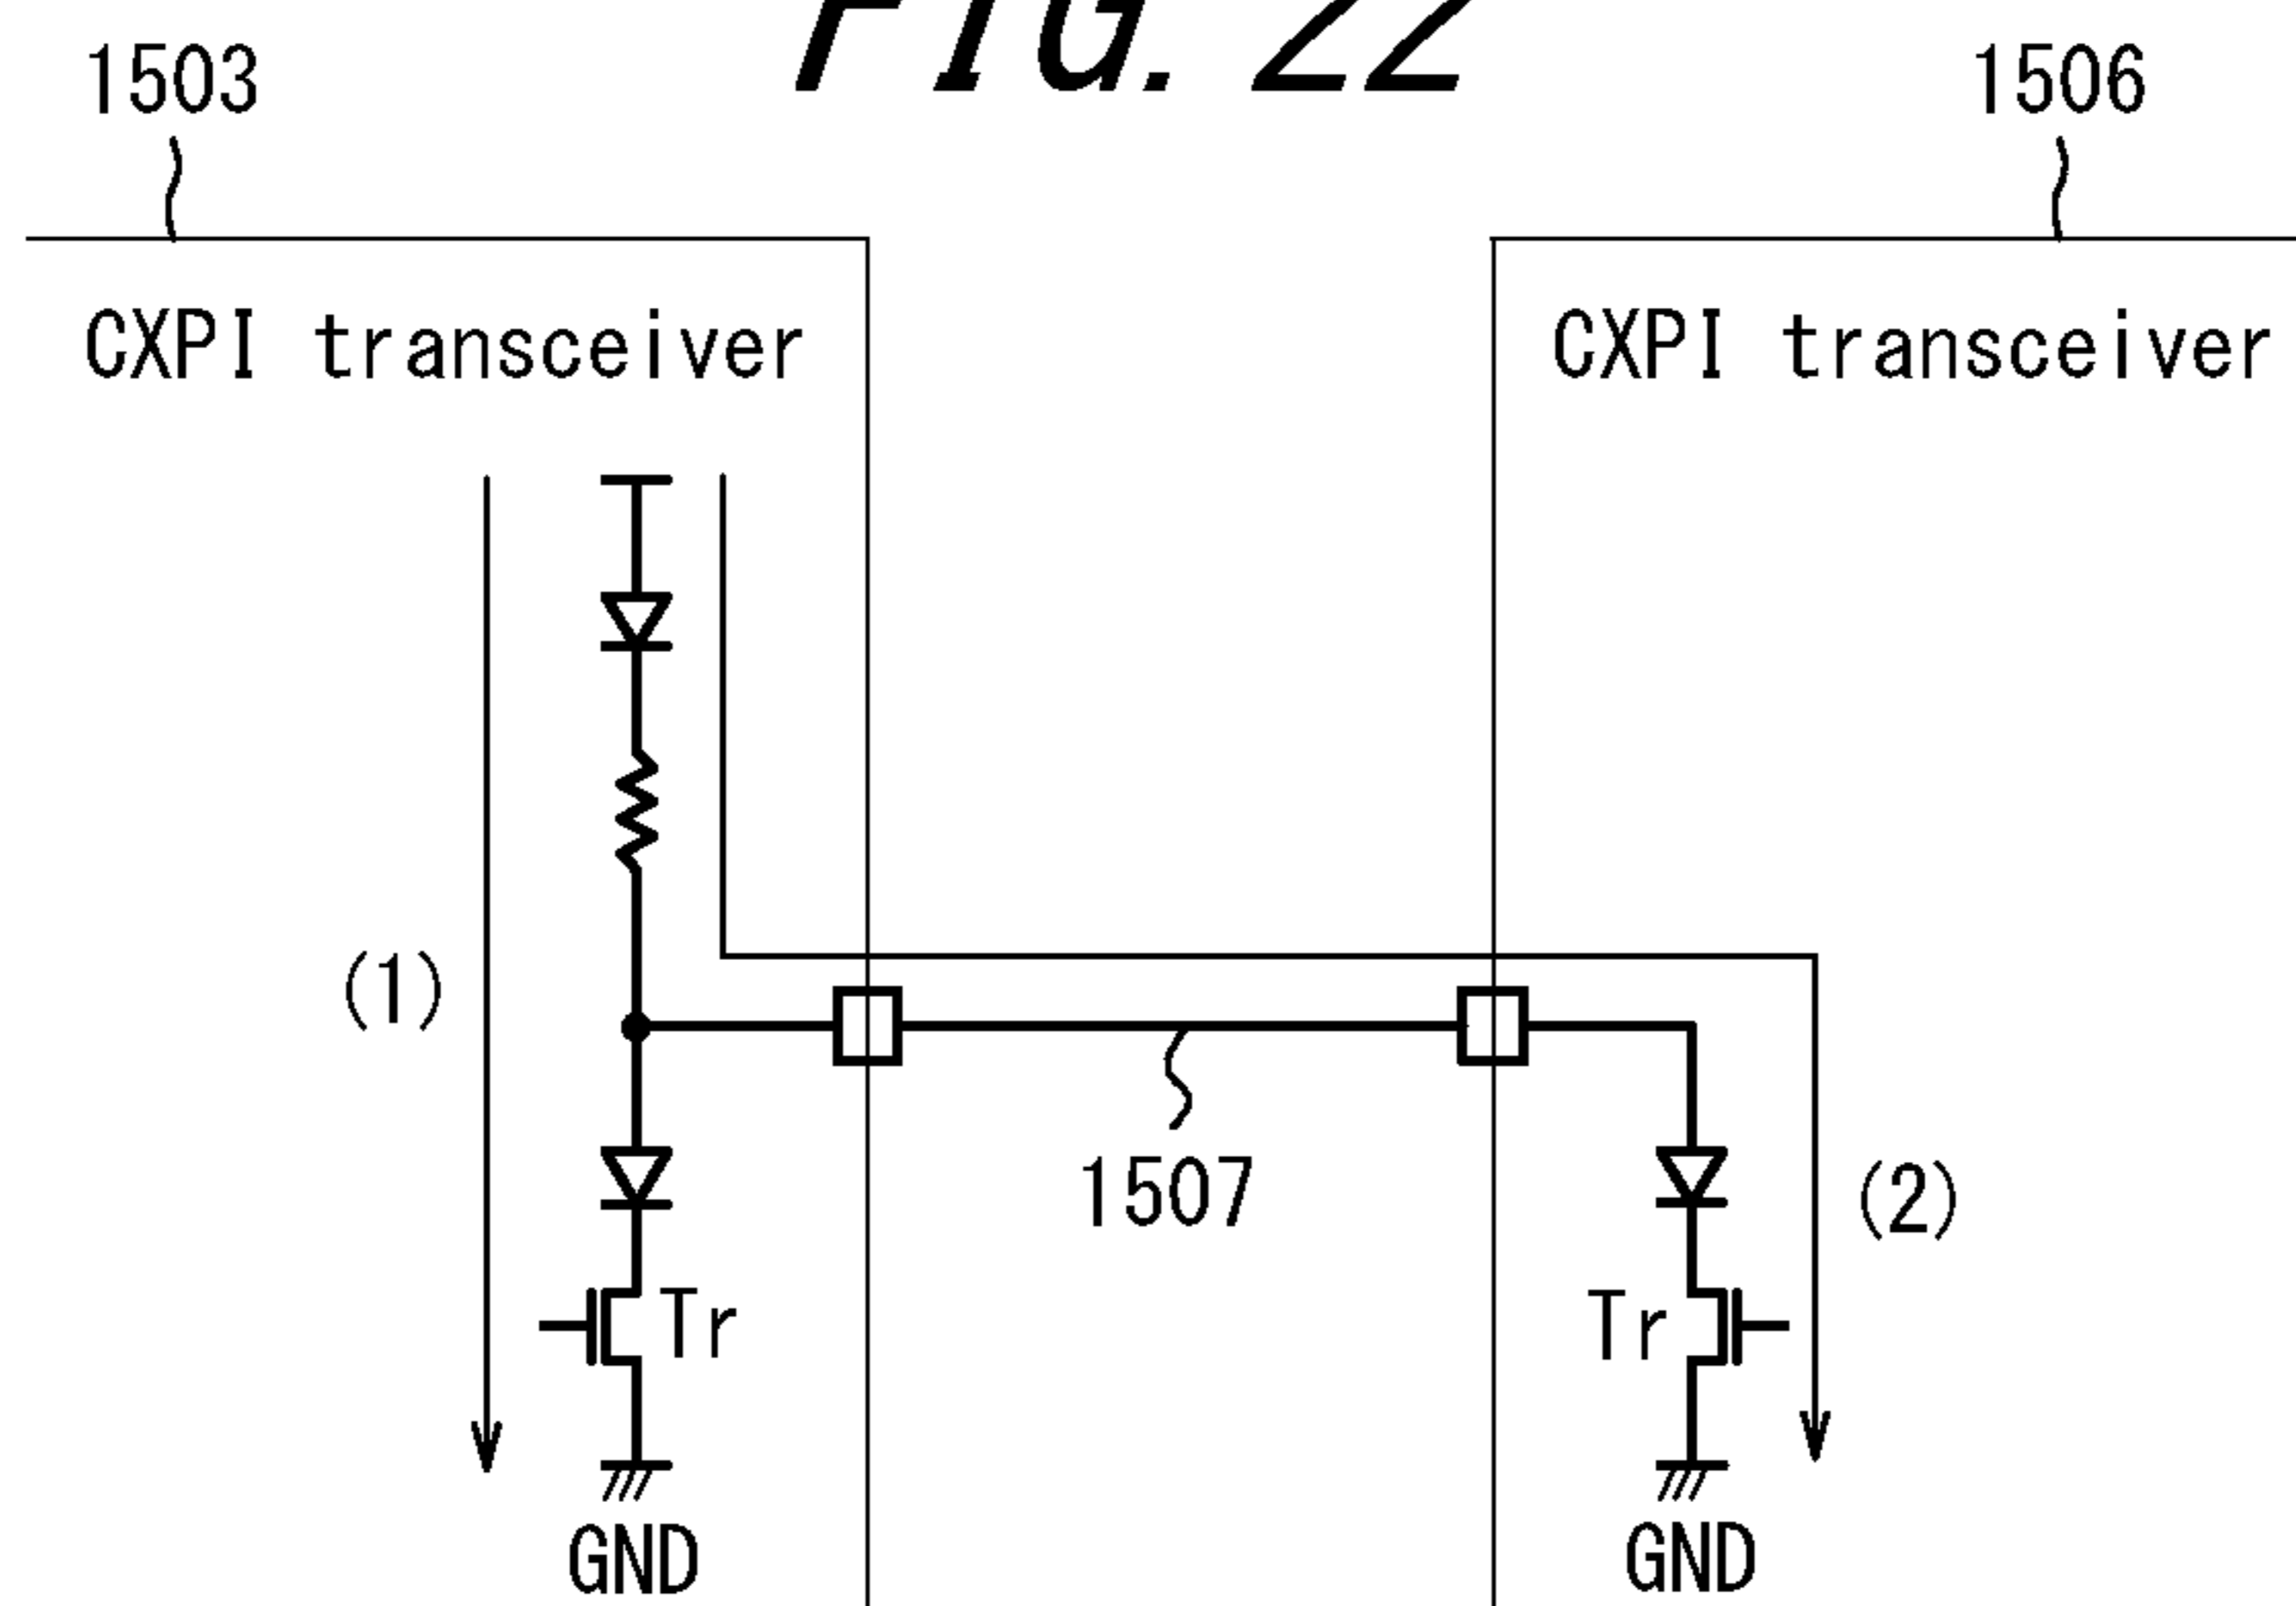 FIG. 22
1503
1506
CXPI transceiver
CXPI transceiver
(1)
1507
(2)
Tr
Tr
GND
GND